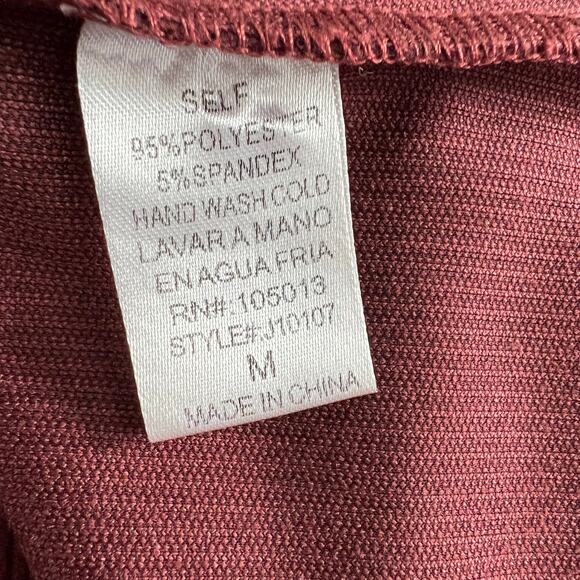 SELF
95%POLYESTER
5%SPANDEX
HAND WASH COLD
LAVAR A MANO
EN AGUA FRIA
RN#:105013
STYLE#:J10107
M
MADE IN CHINA